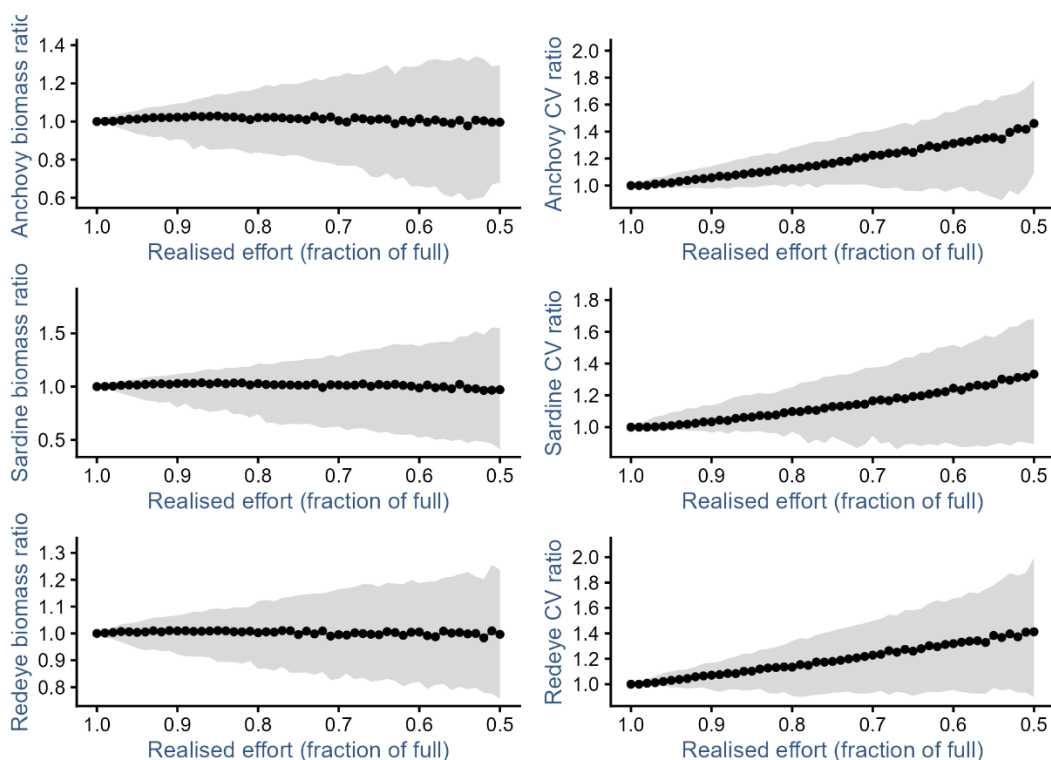 Anchovy biomass ratio
1.4
1.2
1.0
0.8
0.6
1.0 0.9 0.8 0.7 0.6 0.5
Realised effort (fraction of full)
Anchovy CV ratio
2.0
1.8
1.6
1.4
1.2
1.0
1.0 0.9 0.8 0.7 0.6 0.5
Realised effort (fraction of full)
Sardine biomass ratio
1.5
1.0
0.5
1.0 0.9 0.8 0.7 0.6 0.5
Realised effort (fraction of full)
Sardine CV ratio
1.8
1.6
1.4
1.2
1.0
1.0 0.9 0.8 0.7 0.6 0.5
Realised effort (fraction of full)
Redeye biomass ratio
1.3
1.2
1.1
1.0
0.9
0.8
1.0 0.9 0.8 0.7 0.6 0.5
Realised effort (fraction of full)
Redeye CV ratio
2.0
1.8
1.6
1.4
1.2
1.0
1.0 0.9 0.8 0.7 0.6 0.5
Realised effort (fraction of full)